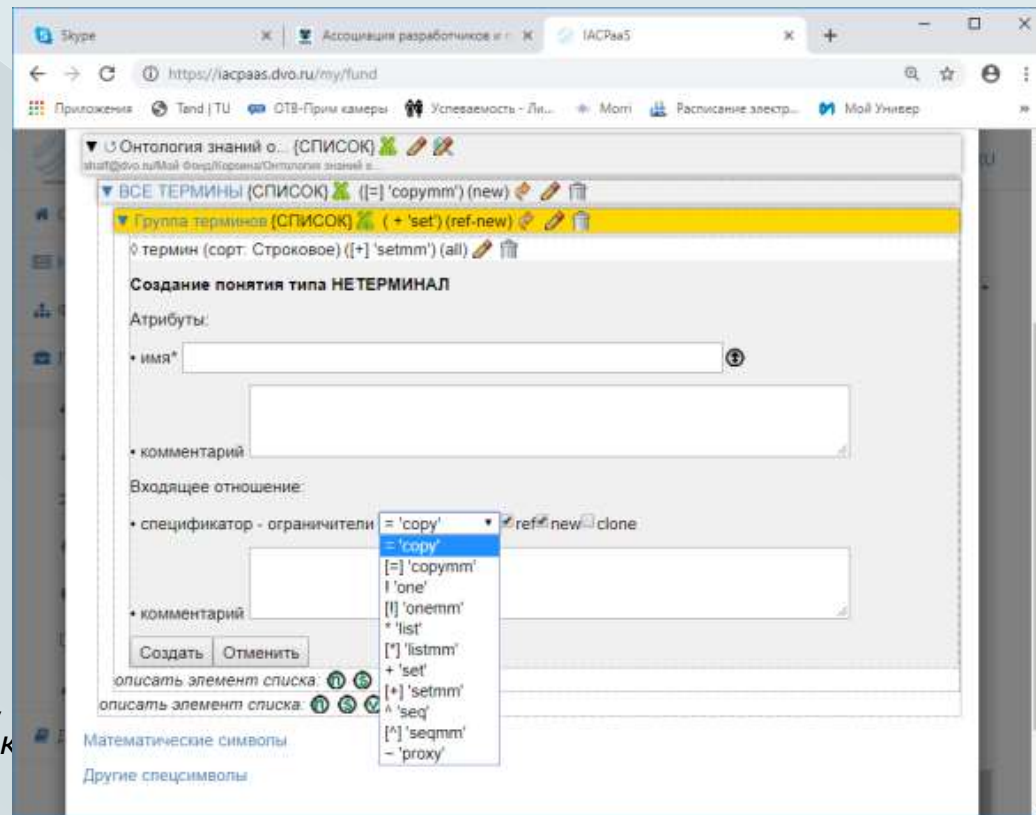 Skype
Ассоциация разработчиков и
IACPaaS
https://iacpaas.dvo.ru/my/fund
Приложения Tand | TU ОТВ-Прим камеры Успеваемость - Ли... Morri Расписание электр... Мой Универ
Онтология знаний о... {СПИСОК}
ВСЕ ТЕРМИНЫ {СПИСОК} ([=] 'copymm') (new)
Группа терминов {СПИСОК} ( + 'set') (ref-new)
термин (сорт: Строковое) ([+] 'setmm') (all)
Создание понятия типа НЕТЕРМИНАЛ
Атрибуты:
• имя*
• комментарий
Входящее отношение:
• спецификатор - ограничители = 'copy' ref new clone
= 'copy'
[=] 'copymm'
! 'one'
[!] 'onemm'
* 'list'
[*] 'listmm'
+ 'set'
[+] 'setmm'
^ 'seq'
[^] 'seqmm'
~ 'proxy'
• комментарий
Создать Отменить
описать элемент списка:
описать элемент списка:
Математические символы
Другие спецсимволы